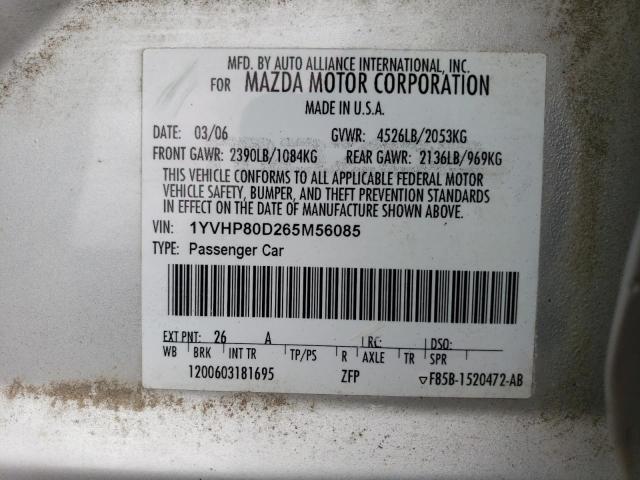 MFD. BY AUTO ALLIANCE INTERNATIONAL, INC.
FOR MAZDA MOTOR CORPORATION
MADE IN U.S.A.
DATE: 03/06 GVWR: 4526LB/2053KG
FRONT GAWR: 2390LB/1084KG REAR GAWR: 2136LB/969KG
THIS VEHICLE CONFORMS TO ALL APPLICABLE FEDERAL MOTOR
VEHICLE SAFETY, BUMPER, AND THEFT PREVENTION STANDARDS
IN EFFECT ON THE DATE OF MANUFACTURE SHOWN ABOVE.
VIN: 1YVHP80D265M56085
TYPE: Passenger Car
EXT PNT: 26 A RC: DSO:
WB BRK INT TR TP/PS R AXLE TR SPR
1200603181695 ZFP ▽F85B-1520472-AB